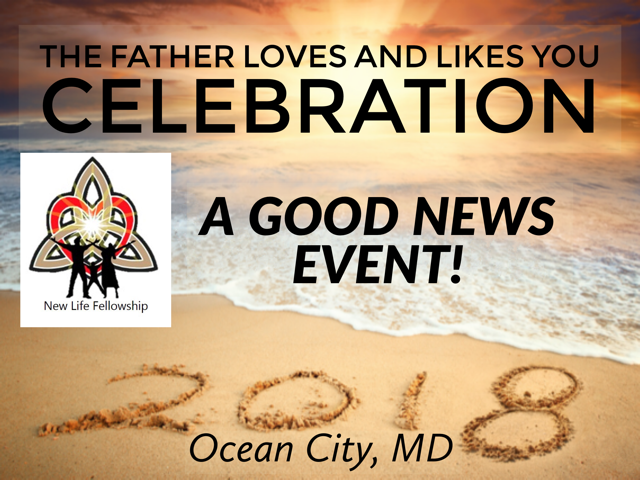 THE FATHER LOVES AND LIKES YOU
CELEBRATION
A GOOD NEWS
EVENT!
New Life Fellowship
2018
Ocean City, MD